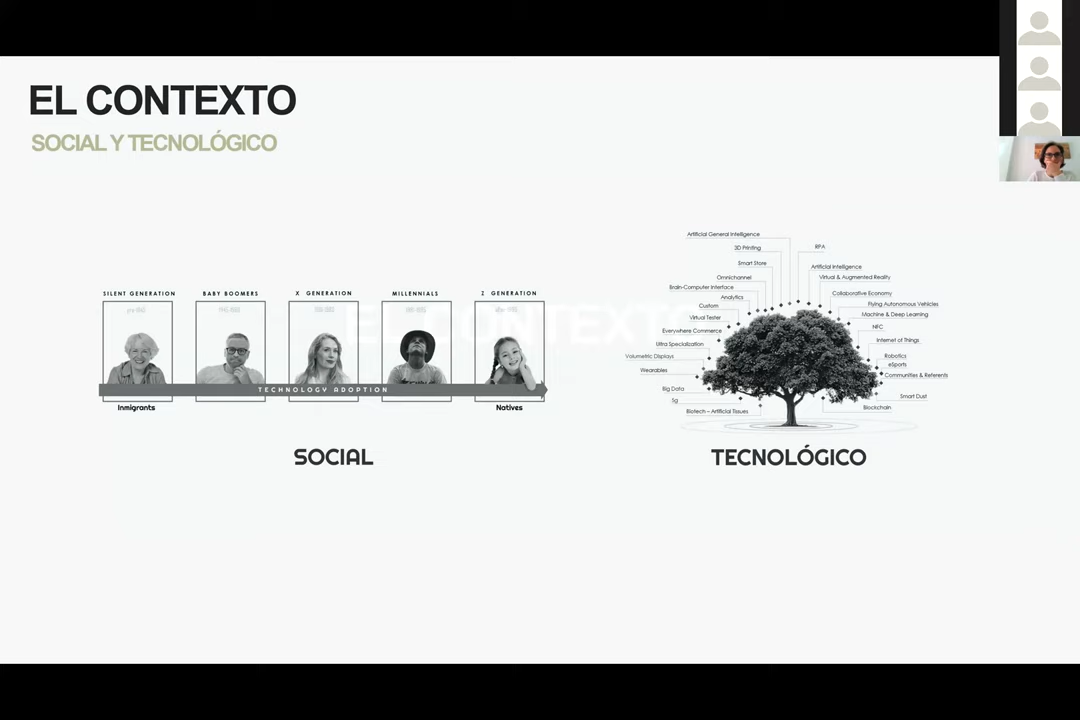 EL CONTEXTO
SOCIAL Y TECNOLÓGICO
SILENT GENERATION
BABY BOOMERS
X GENERATION
MILLENNIALS
Z GENERATION
TECHNOLOGY ADOPTION
Inmigrants
Natives
SOCIAL
Artificial General Intelligence
3D Printing
Smart Store
Omnichannel
Brain-Computer Interface
Analytics
Custom
Virtual Tester
Everywhere Commerce
Ultra Specialization
Volumetric Displays
Wearables
Big Data
5g
Biotech – Artificial Tissues
RPA
Artificial Intelligence
Virtual & Augmented Reality
Collaborative Economy
Flying Autonomous Vehicles
Machine & Deep Learning
NFC
Internet of Things
Robotics
eSports
Communities & Referents
Smart Dust
Blockchain
TECNOLÓGICO
EL CONTEXTO